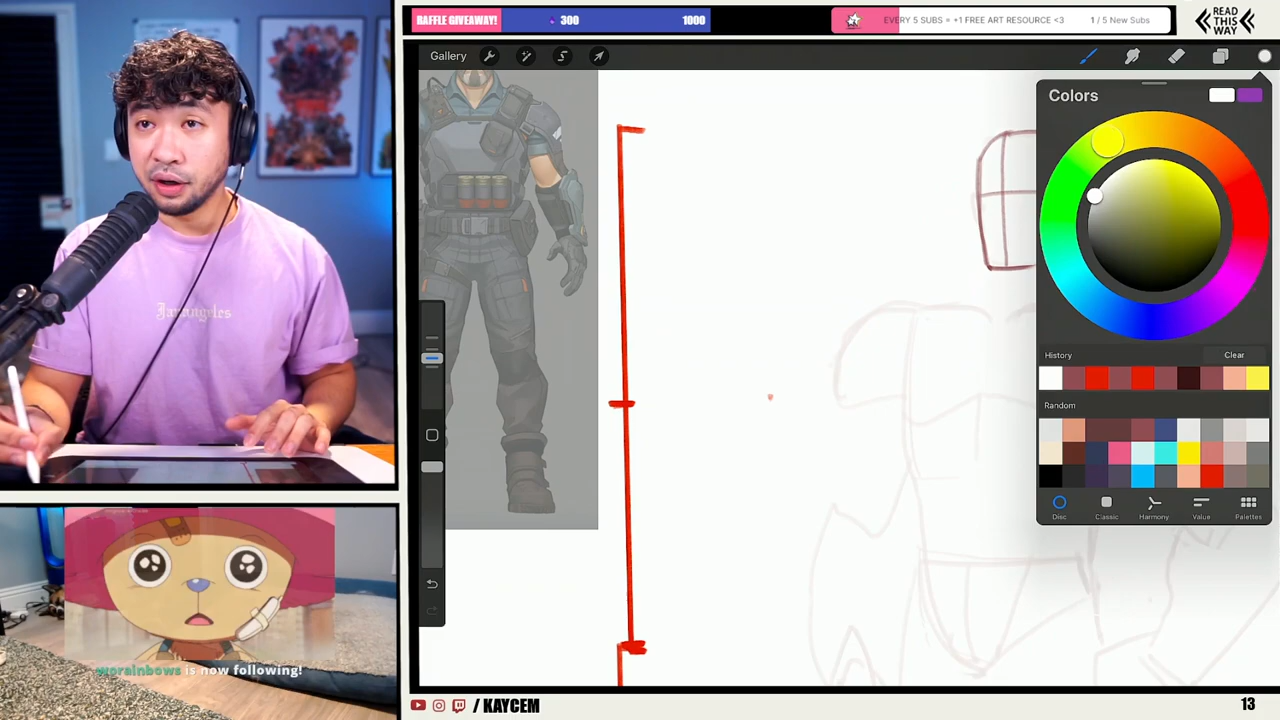 RAFFLE GIVEAWAY!
300
1000
EVERY 5 SUBS = +1 FREE ART RESOURCE <3
1 / 5 New Subs
READ
THIS
WAY
Gallery
Colors
History
Clear
Random
Disc
Classic
Harmony
Value
Palettes
worainbows is now following!
/ KAYCEM
13